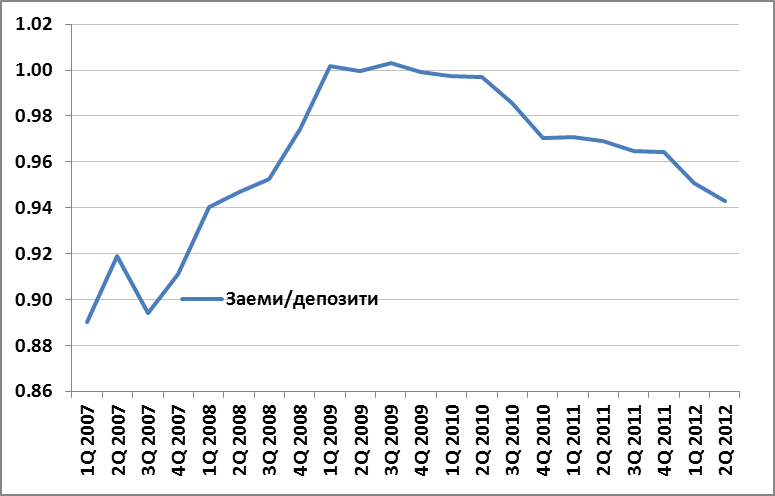 1.02
1.00
0.98
0.96
0.94
0.92
0.90
0.88
0.86
Заеми/депозити
1Q 2007
2Q 2007
3Q 2007
4Q 2007
1Q 2008
2Q 2008
3Q 2008
4Q 2008
1Q 2009
2Q 2009
3Q 2009
4Q 2009
1Q 2010
2Q 2010
3Q 2010
4Q 2010
1Q 2011
2Q 2011
3Q 2011
4Q 2011
1Q 2012
2Q 2012